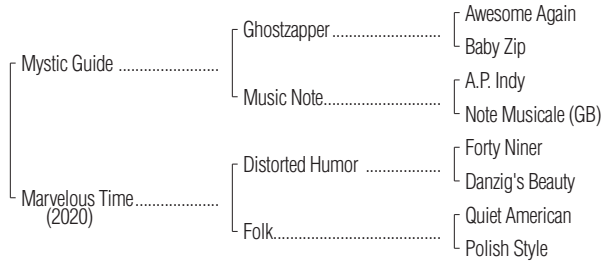 Awesome Again
Ghostzapper
Baby Zip
Mystic Guide
A.P. Indy
Music Note
Note Musicale (GB)
Forty Niner
Distorted Humor
Danzig's Beauty
Marvelous Time
(2020)
Quiet American
Folk
Polish Style